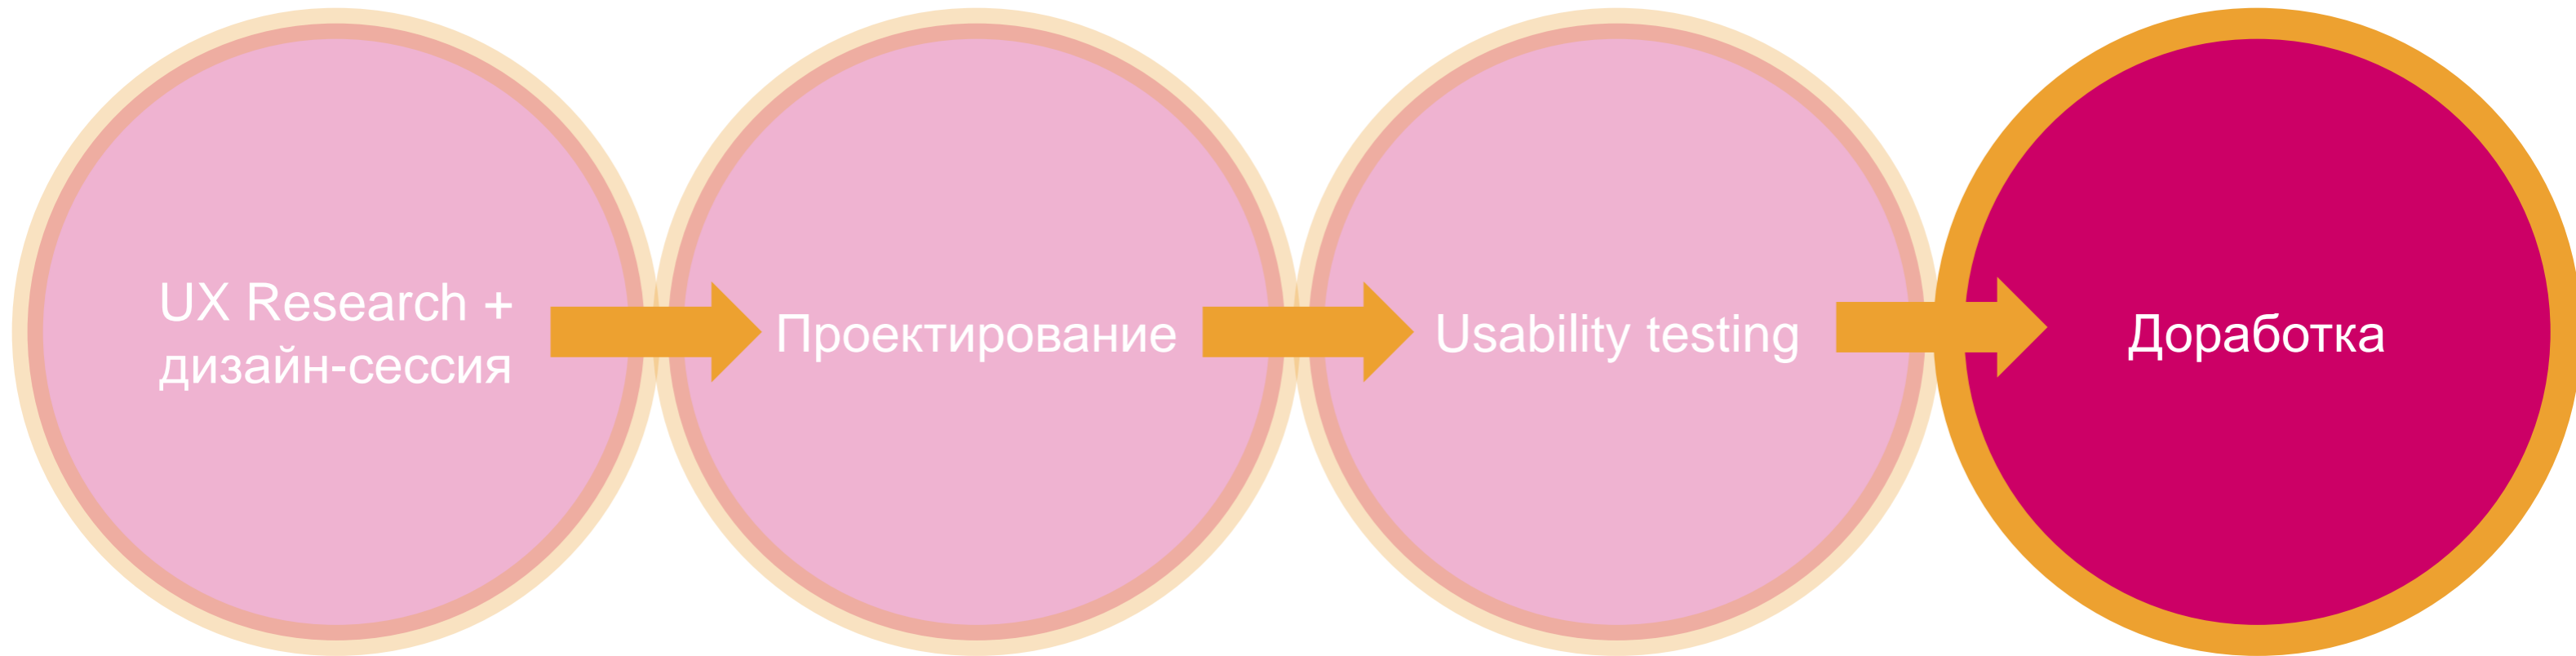 UX Research +
дизайн-сессия
Проектирование
Usability testing
Доработка